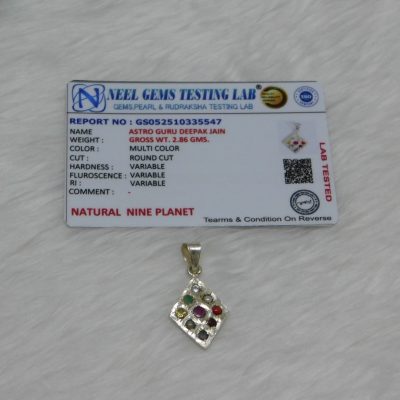 NEEL GEMS TESTING LAB®
GEMS,PEARL & RUDRAKSHA TESTING LAB
REPORT NO : GS052510335547
NAME : ASTRO GURU DEEPAK JAIN
WEIGHT : GROSS WT. 2.86 GMS.
COLOR : MULTI COLOR
CUT : ROUND CUT
HARDNESS : VARIABLE
FLUROSCENCE : VARIABLE
RI : VARIABLE
COMMENT : -
NATURAL NINE PLANET
LAB TESTED
Tearms & Condition On Reverse